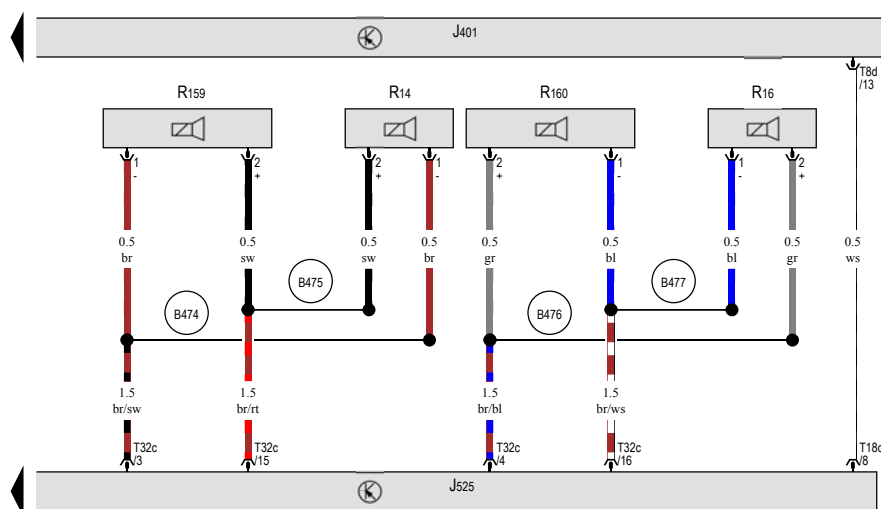 J401
T8d
/13
R159 R14 R160 R16
1 2 2 1 2 1 1 2
- + + - + - - +
0.5 0.5 0.5 0.5 0.5 0.5 0.5 0.5 0.5
br sw sw br gr bl bl gr ws
B475 B477
B474 B476
1.5 1.5 1.5 1.5
br/sw br/rt br/bl br/ws
T32c T32c T32c T32c T18c
/3 /15 /4 /16 /8
J525